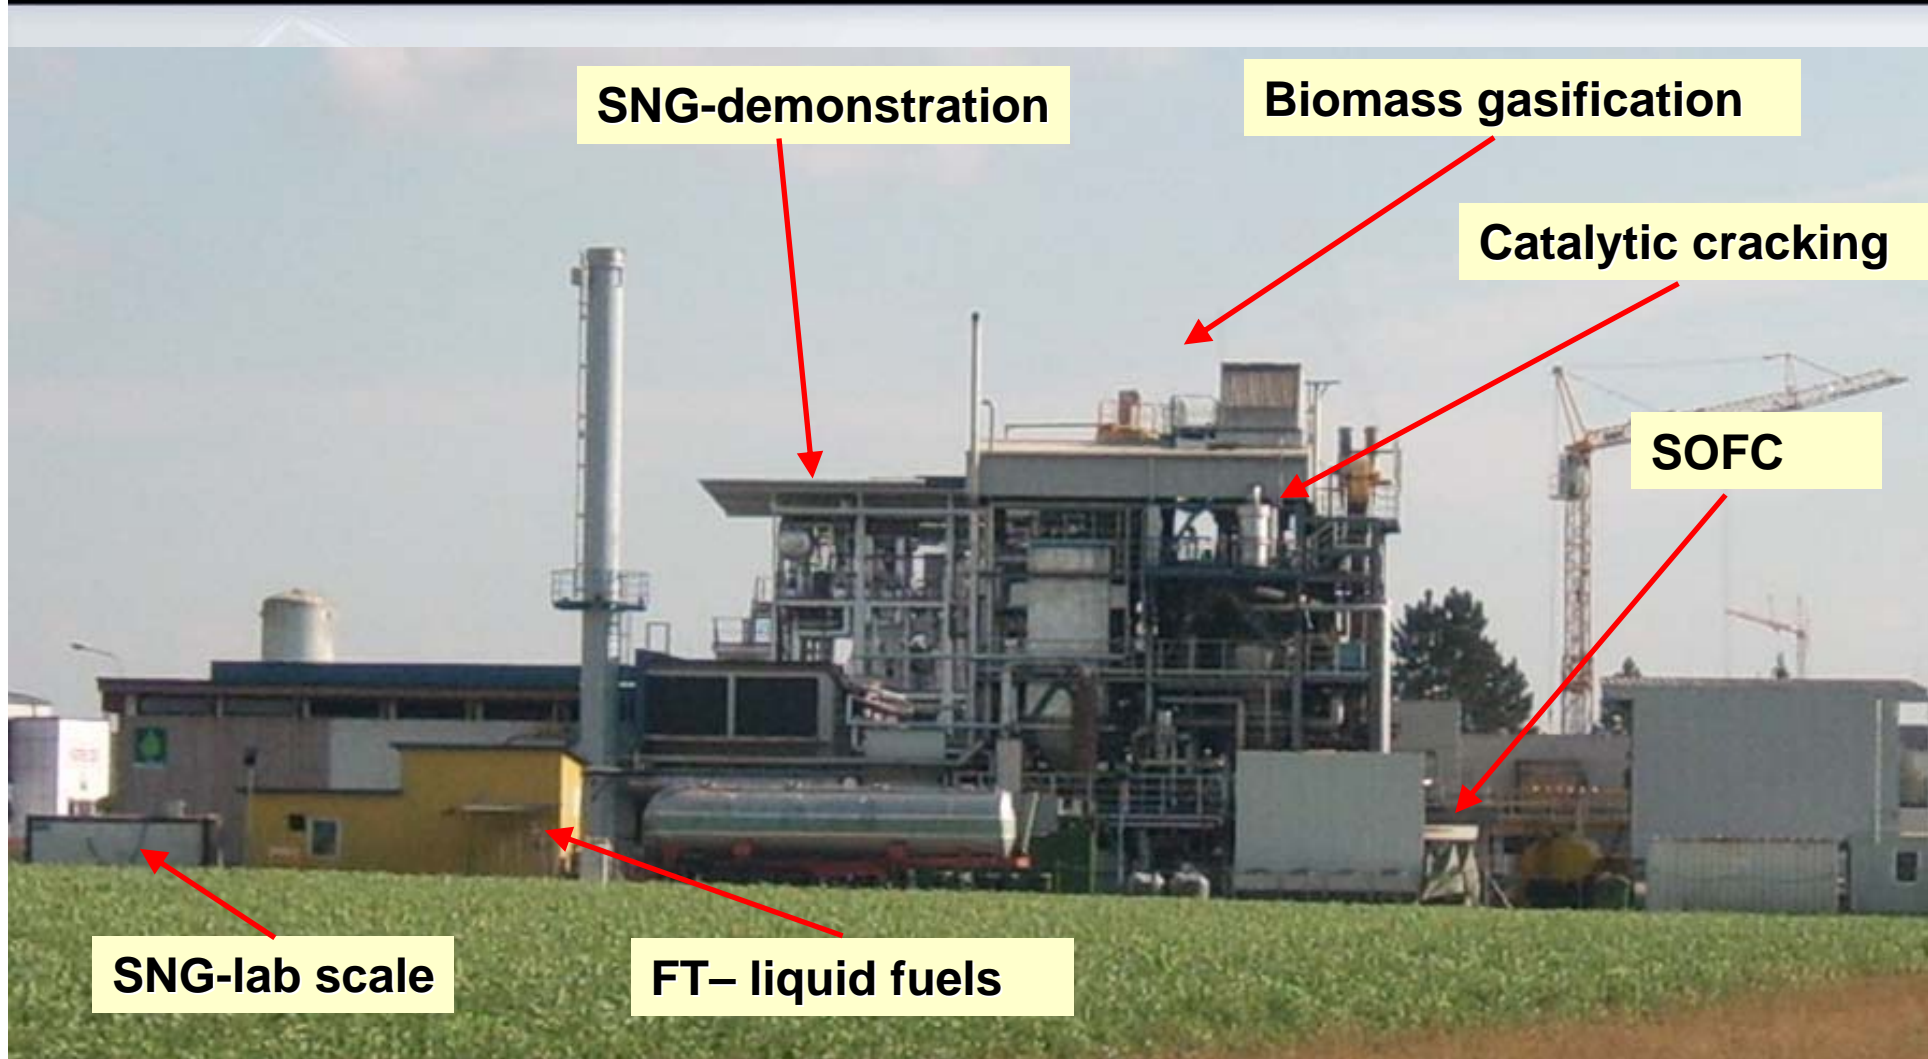 SNG-demonstration
Biomass gasification
Catalytic cracking
SOFC
SNG-lab scale
FT– liquid fuels